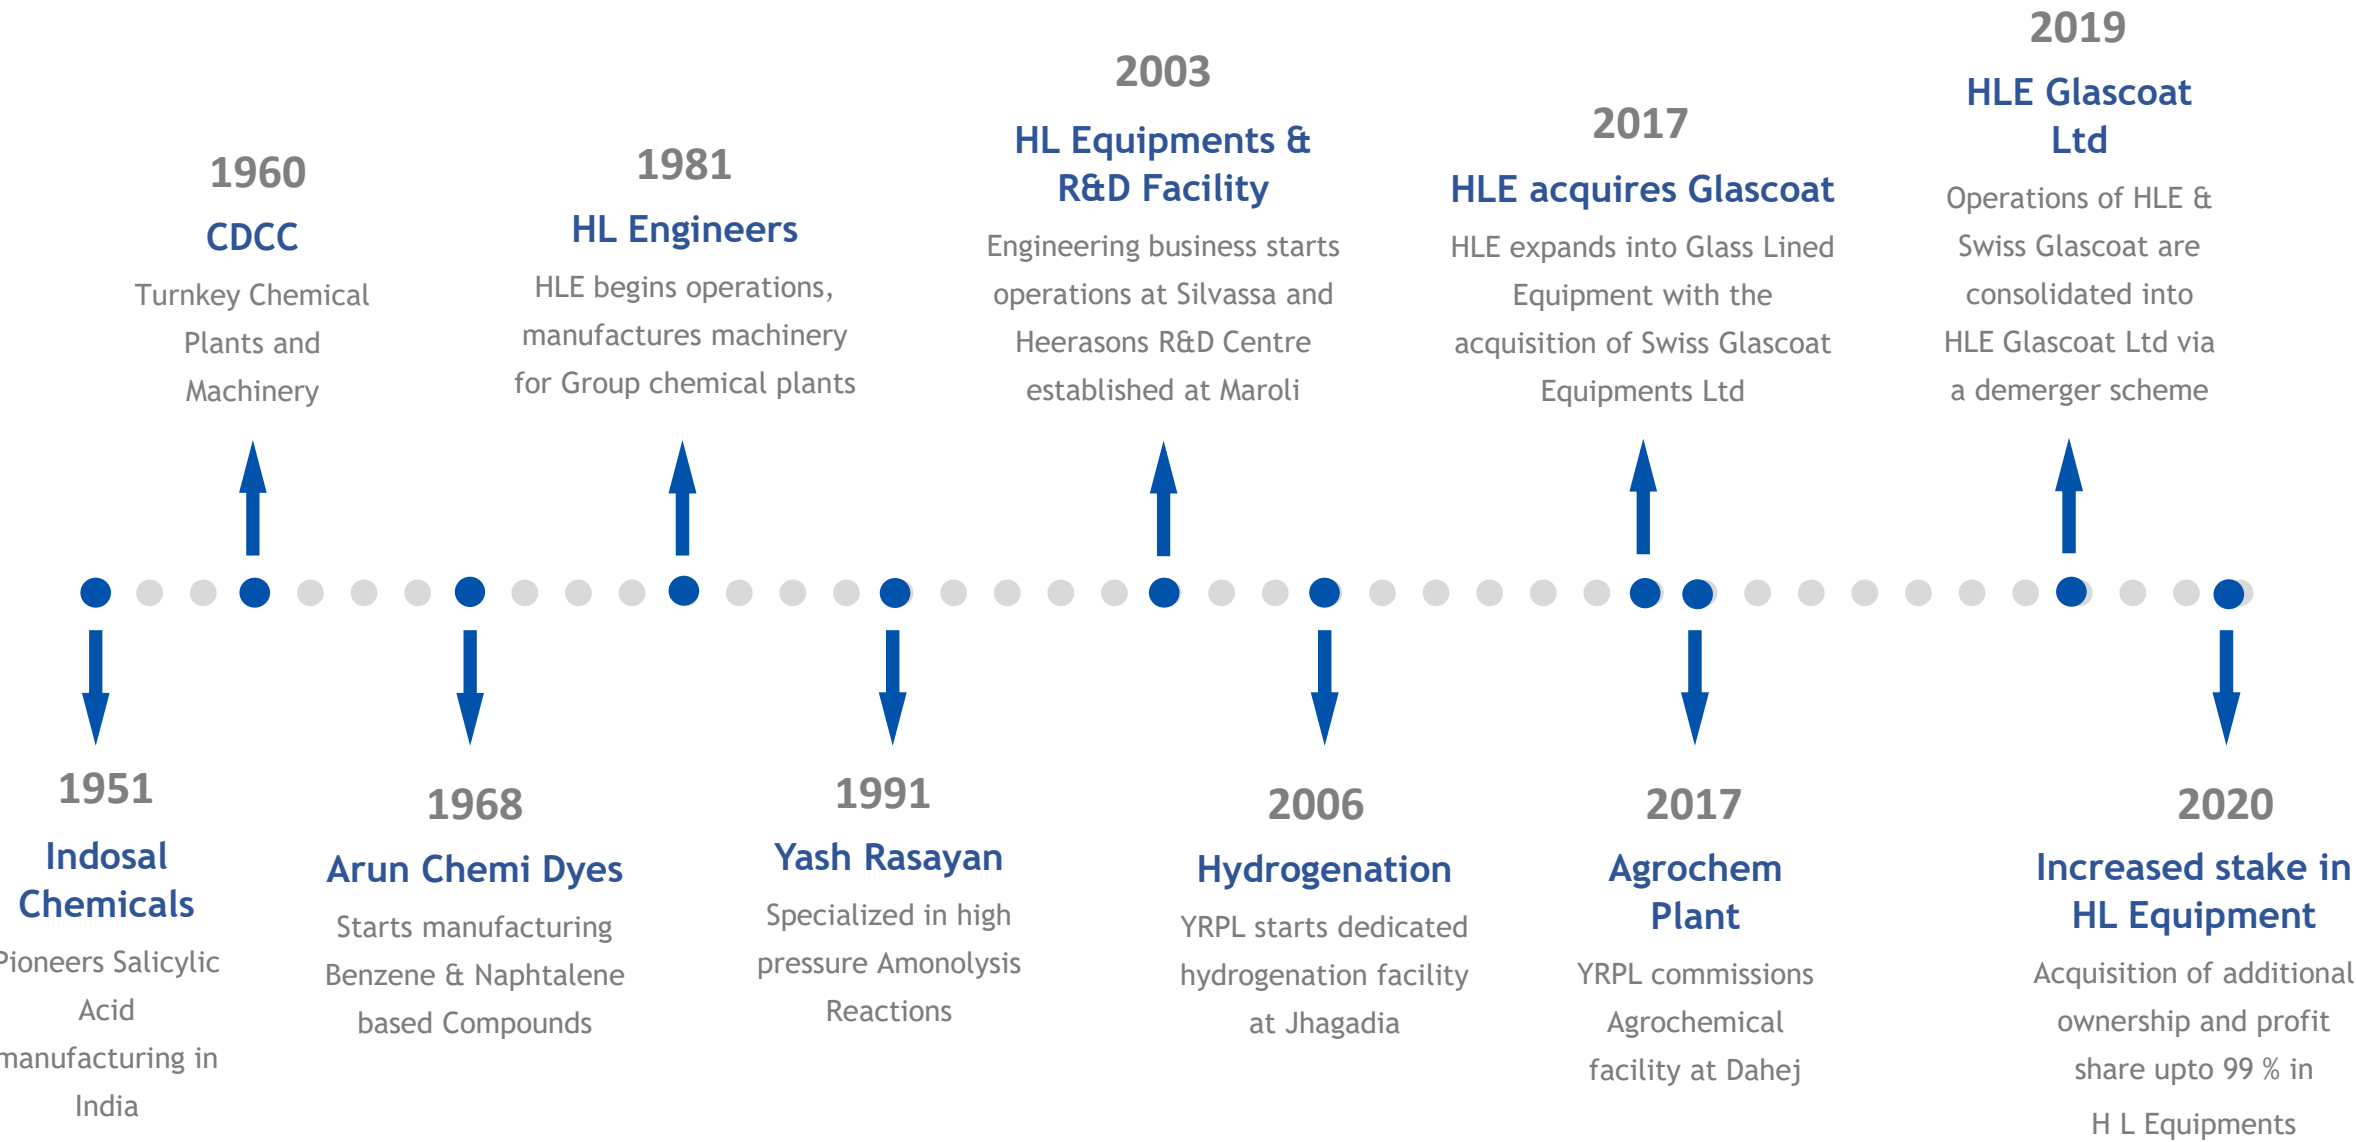 1960
CDCC
Turnkey Chemical
Plants and
Machinery
1981
HL Engineers
HLE begins operations,
manufactures machinery
for Group chemical plants
2003
HL Equipments &
R&D Facility
Engineering business starts
operations at Silvassa and
Heerasons R&D Centre
established at Maroli
2017
HLE acquires Glascoat
HLE expands into Glass Lined
Equipment with the
acquisition of Swiss Glascoat
Equipments Ltd
2019
HLE Glascoat
Ltd
Operations of HLE &
Swiss Glascoat are
consolidated into
HLE Glascoat Ltd via
a demerger scheme
1951
Indosal
Chemicals
Pioneers Salicylic
Acid
manufacturing in
India
1968
Arun Chemi Dyes
Starts manufacturing
Benzene & Naphtalene
based Compounds
1991
Yash Rasayan
Specialized in high
pressure Amonolysis
Reactions
2006
Hydrogenation
YRPL starts dedicated
hydrogenation facility
at Jhagadia
2017
Agrochem
Plant
YRPL commissions
Agrochemical
facility at Dahej
2020
Increased stake in
HL Equipment
Acquisition of additional
ownership and profit
share upto 99 % in
H L Equipments